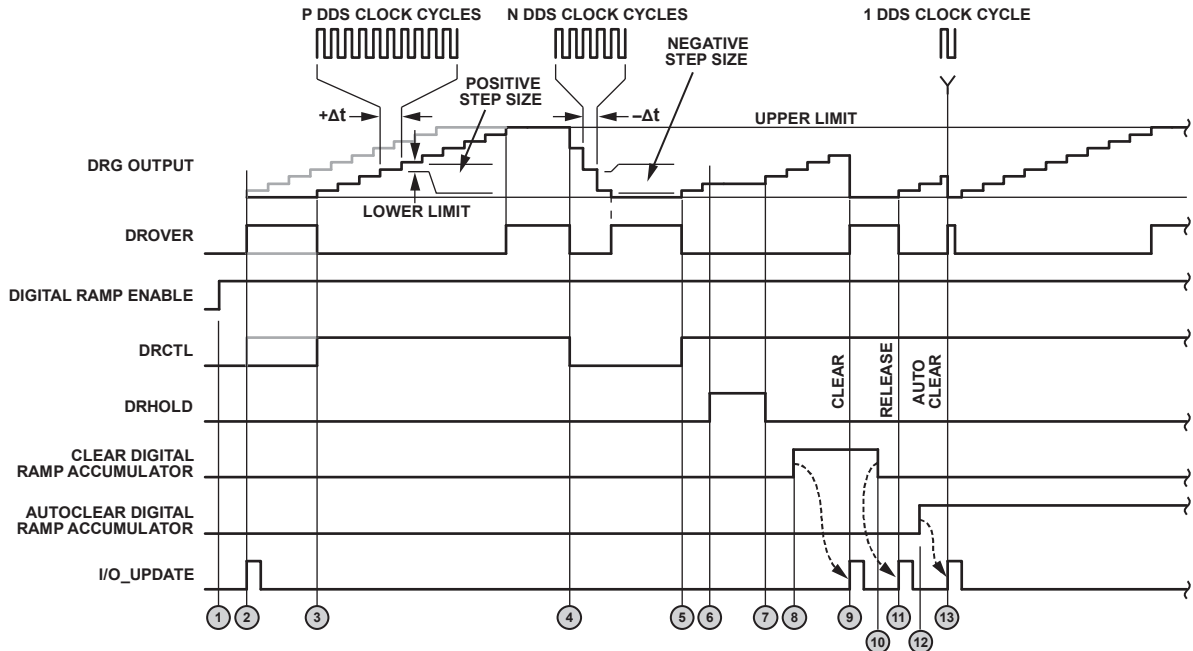 P DDS CLOCK CYCLES
N DDS CLOCK CYCLES
1 DDS CLOCK CYCLE
NEGATIVE
STEP SIZE
POSITIVE
STEP SIZE
+Δt
–Δt
UPPER LIMIT
DRG OUTPUT
LOWER LIMIT
DROVER
DIGITAL RAMP ENABLE
DRCTL
CLEAR
RELEASE
AUTO
CLEAR
DRHOLD
CLEAR DIGITAL
RAMP ACCUMULATOR
AUTOCLEAR DIGITAL
RAMP ACCUMULATOR
I/O_UPDATE
1 2 3 4 5 6 7 8 9 11 13
10 12